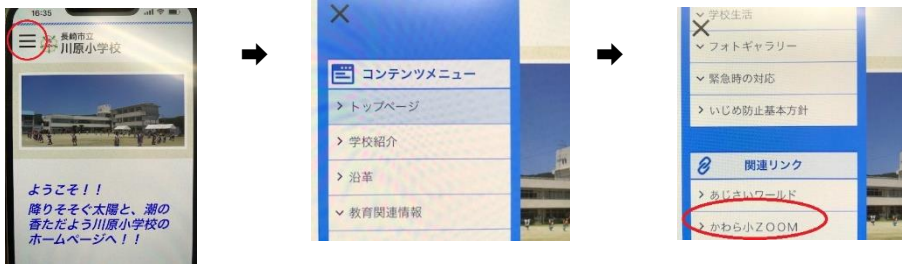 16:35
長崎市立
川原小学校
ようこそ！！
降りそそぐ太陽と、潮の
香ただよう川原小学校の
ホームページへ！！
➡
コンテンツメニュー
トップページ
学校紹介
沿革
教育関連情報
➡
学校生活
フォトギャラリー
緊急時の対応
いじめ防止基本方針
関連リンク
あじさいワールド
かわら小ZOOM